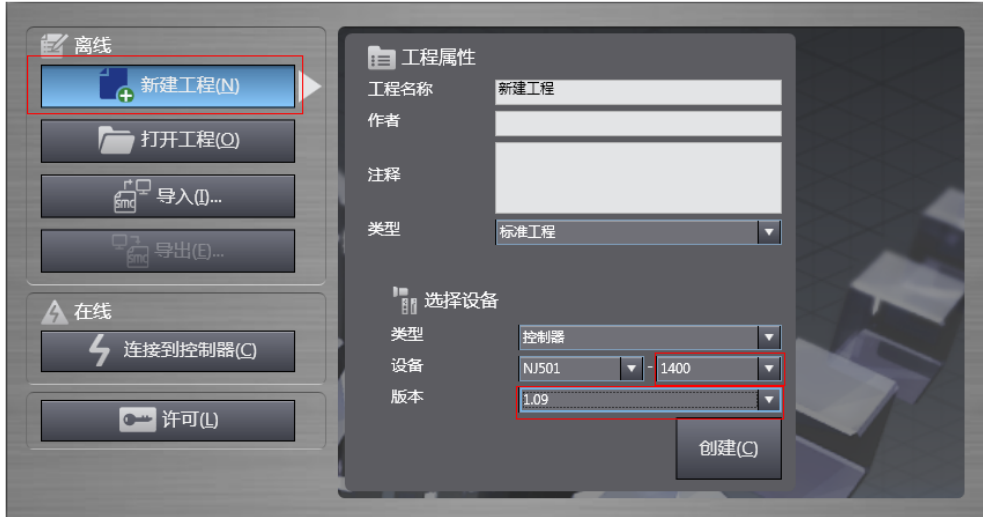 离线
新建工程(N)
打开工程(O)
smc 导入(I)...
smc 导出(E)...
在线
连接到控制器(C)
许可(L)
工程属性
工程名称 新建工程
作者
注释
类型 标准工程
选择设备
类型 控制器
设备 NJ501 - 1400
版本 1.09
创建(C)